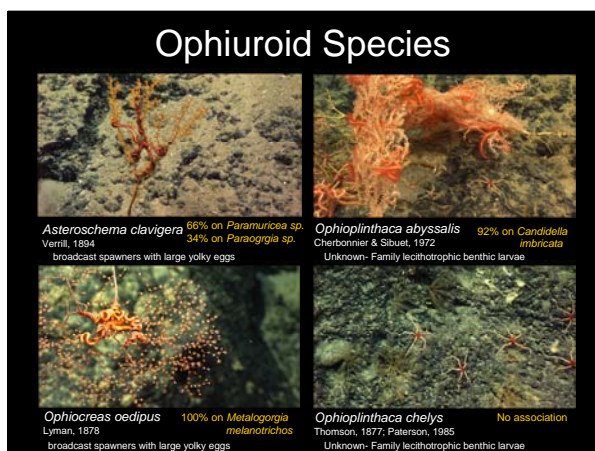 Ophiuroid Species
Asteroschema clavigera
66% on Paramuricea sp.
34% on Paraogrgia sp.
Verrill, 1894
broadcast spawners with large yolky eggs
Ophioplinthaca abyssalis
92% on Candidella
imbricata
Cherbonnier & Sibuet, 1972
Unknown- Family lecithotrophic benthic larvae
Ophiocreas oedipus
100% on Metalogorgia
melanotrichos
Lyman, 1878
broadcast spawners with large yolky eggs
Ophioplinthaca chelys
No association
Thomson, 1877; Paterson, 1985
Unknown- Family lecithotrophic benthic larvae